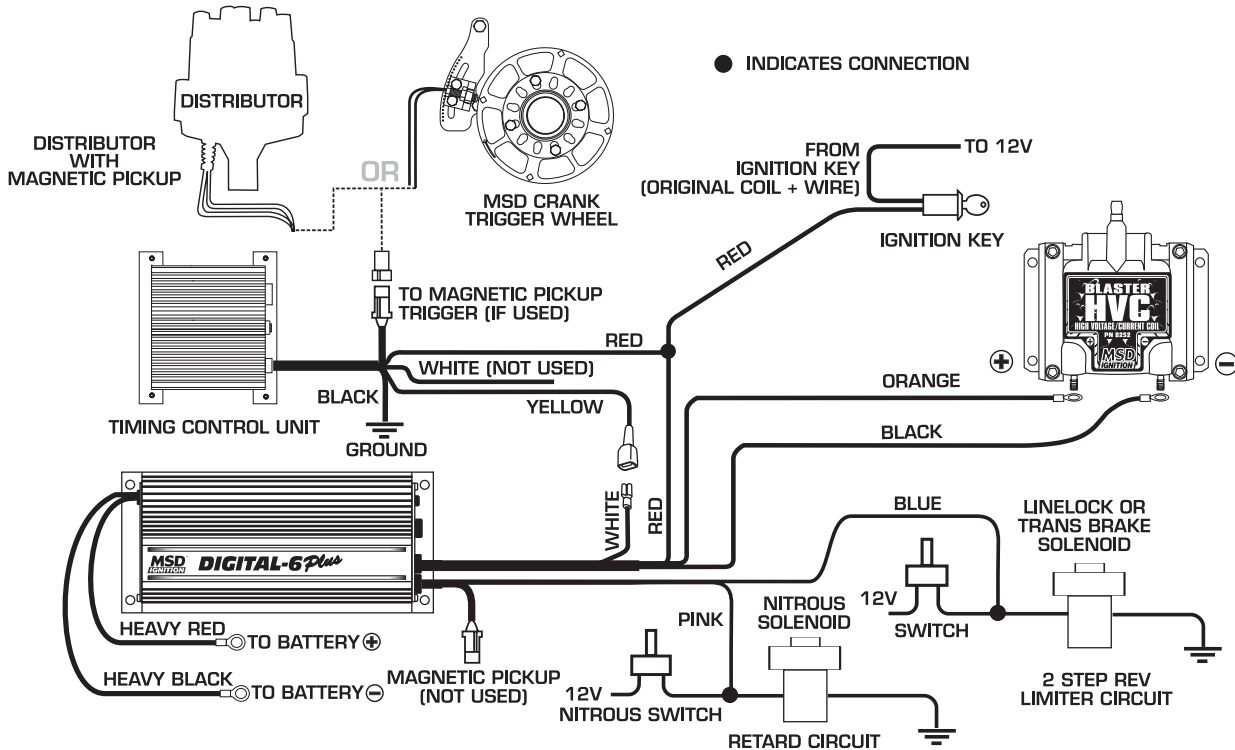 INDICATES CONNECTION
DISTRIBUTOR
DISTRIBUTOR
WITH
MAGNETIC PICKUP
OR
MSD CRANK
TRIGGER WHEEL
FROM
IGNITION KEY
(ORIGINAL COIL + WIRE)
TO 12V
IGNITION KEY
RED
TO MAGNETIC PICKUP
TRIGGER (IF USED)
RED
WHITE (NOT USED)
YELLOW
BLACK
GROUND
TIMING CONTROL UNIT
BLASTER
HVC
HIGH VOLTAGE/CURRENT COIL
PN 8252
+ -
MSD
IGNITION
+
-
ORANGE
BLACK
WHITE
RED
BLUE
LINELOCK OR
TRANS BRAKE
SOLENOID
MSD
IGNITION
DIGITAL-6 Plus
HEAVY RED
TO BATTERY +
HEAVY BLACK
TO BATTERY -
MAGNETIC PICKUP
(NOT USED)
PINK
NITROUS
SOLENOID
12V
SWITCH
12V
NITROUS SWITCH
RETARD CIRCUIT
2 STEP REV
LIMITER CIRCUIT